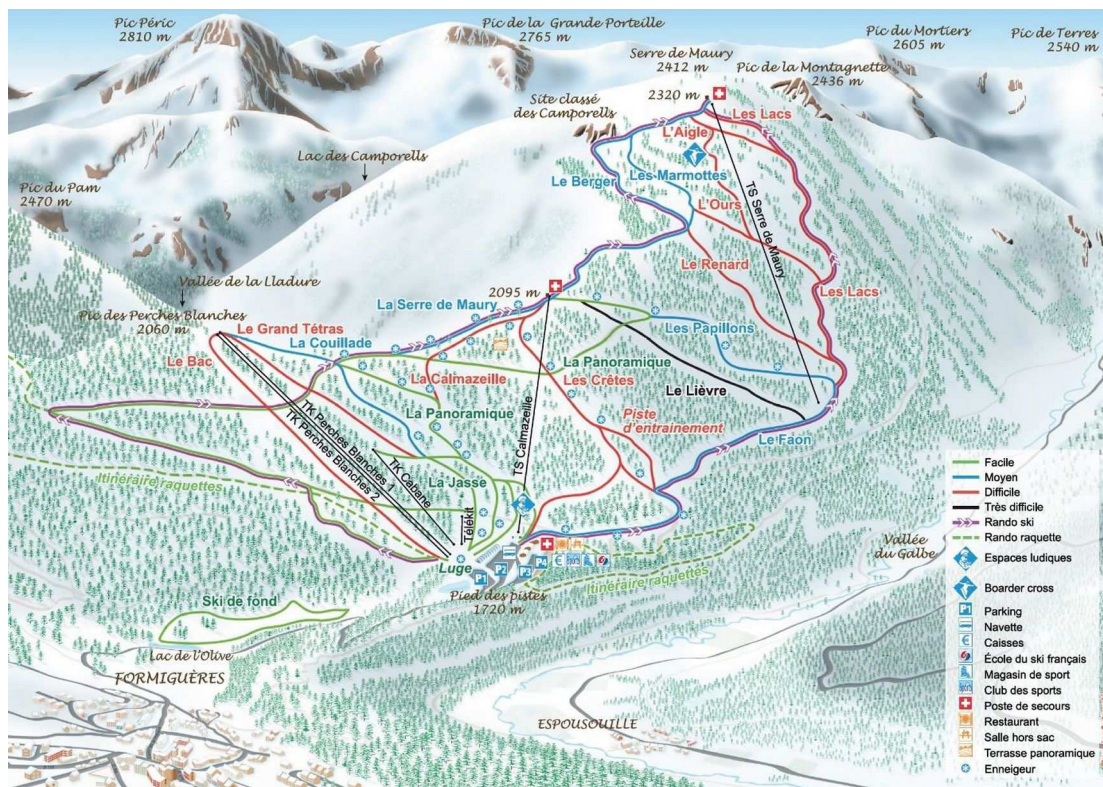 Pic Péric
2810 m
Pic de la Grande Porteille
2765 m
Serre de Maury
2412 m
Pic du Mortiers
2605 m
Pic de Terres
2540 m
Pic de la Montagnette
2436 m
2320 m
Site classé
des Camporells
Les Lacs
L'Aigle
Lac des Camporells
Le Berger
Les Marmottes
Pic du Pam
2470 m
L'Ours
TS Serre de Maury
Le Renard
Vallée de la Lladure
2095 m
Les Lacs
Pic des Perches Blanches
2060 m
La Serre de Maury
Le Grand Tétras
La Couillade
Les Papillons
Le Bac
La Panoramique
La Calmazeille
Les Crêtes
Le Lièvre
La Panoramique
Piste
d'entrainement
TS Calmazeille
TK Perches Blanches 1
TK Perches Blanches 2
TK Cabane
Le Faon
La Jasse
Itinéraire raquettes
Télékit
Luge
P1
P2
P3
P4
Itinéraire raquettes
Pied des pistes
1720 m
Vallée
du Galbe
Ski de fond
Lac de l'Olive
FORMIGUÈRES
ESPOUSOUILLE
Facile
Moyen
Difficile
Très difficile
Rando ski
Rando raquette
Espaces ludiques
Boarder cross
Parking
Navette
Caisses
École du ski français
Magasin de sport
Club des sports
Poste de secours
Restaurant
Salle hors sac
Terrasse panoramique
Enneigeur